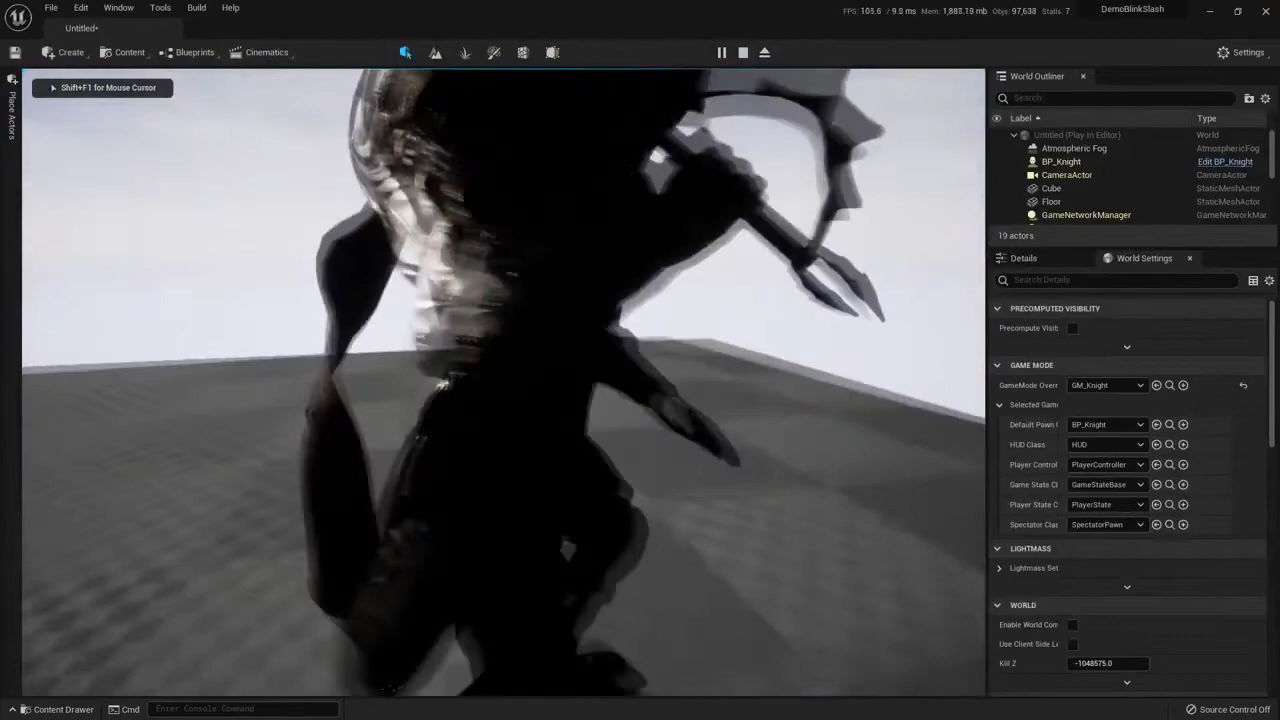 File Edit Window Tools Build Help
FPS: 101.6 / 9.8 ms Mem: 1,888.18 mb Objs: 97,638 Stalls: 7
DemoBlinkSlash
Untitled•
Create Content Blueprints Cinematics
Settings
Shift+F1 for Mouse Cursor
Place Actors
World Outliner
Search
Label Type
Untitled (Play In Editor) World
Atmospheric Fog AtmosphericFog
BP_Knight Edit BP_Knight
CameraActor CameraActor
Cube StaticMeshActor
Floor StaticMeshActor
GameNetworkManager GameNetworkMar
19 actors
Details World Settings
Search Details
PRECOMPUTED VISIBILITY
Precompute Visib
GAME MODE
GameMode Overr GM_Knight
Selected Game
Default Pawn C BP_Knight
HUD Class HUD
Player Control PlayerController
Game State Cl GameStateBase
Player State C PlayerState
Spectator Clas SpectatorPawn
LIGHTMASS
Lightmass Set
WORLD
Enable World Com
Use Client Side Le
Kill Z -1048575.0
Content Drawer Cmd Enter Console Command
Source Control Off